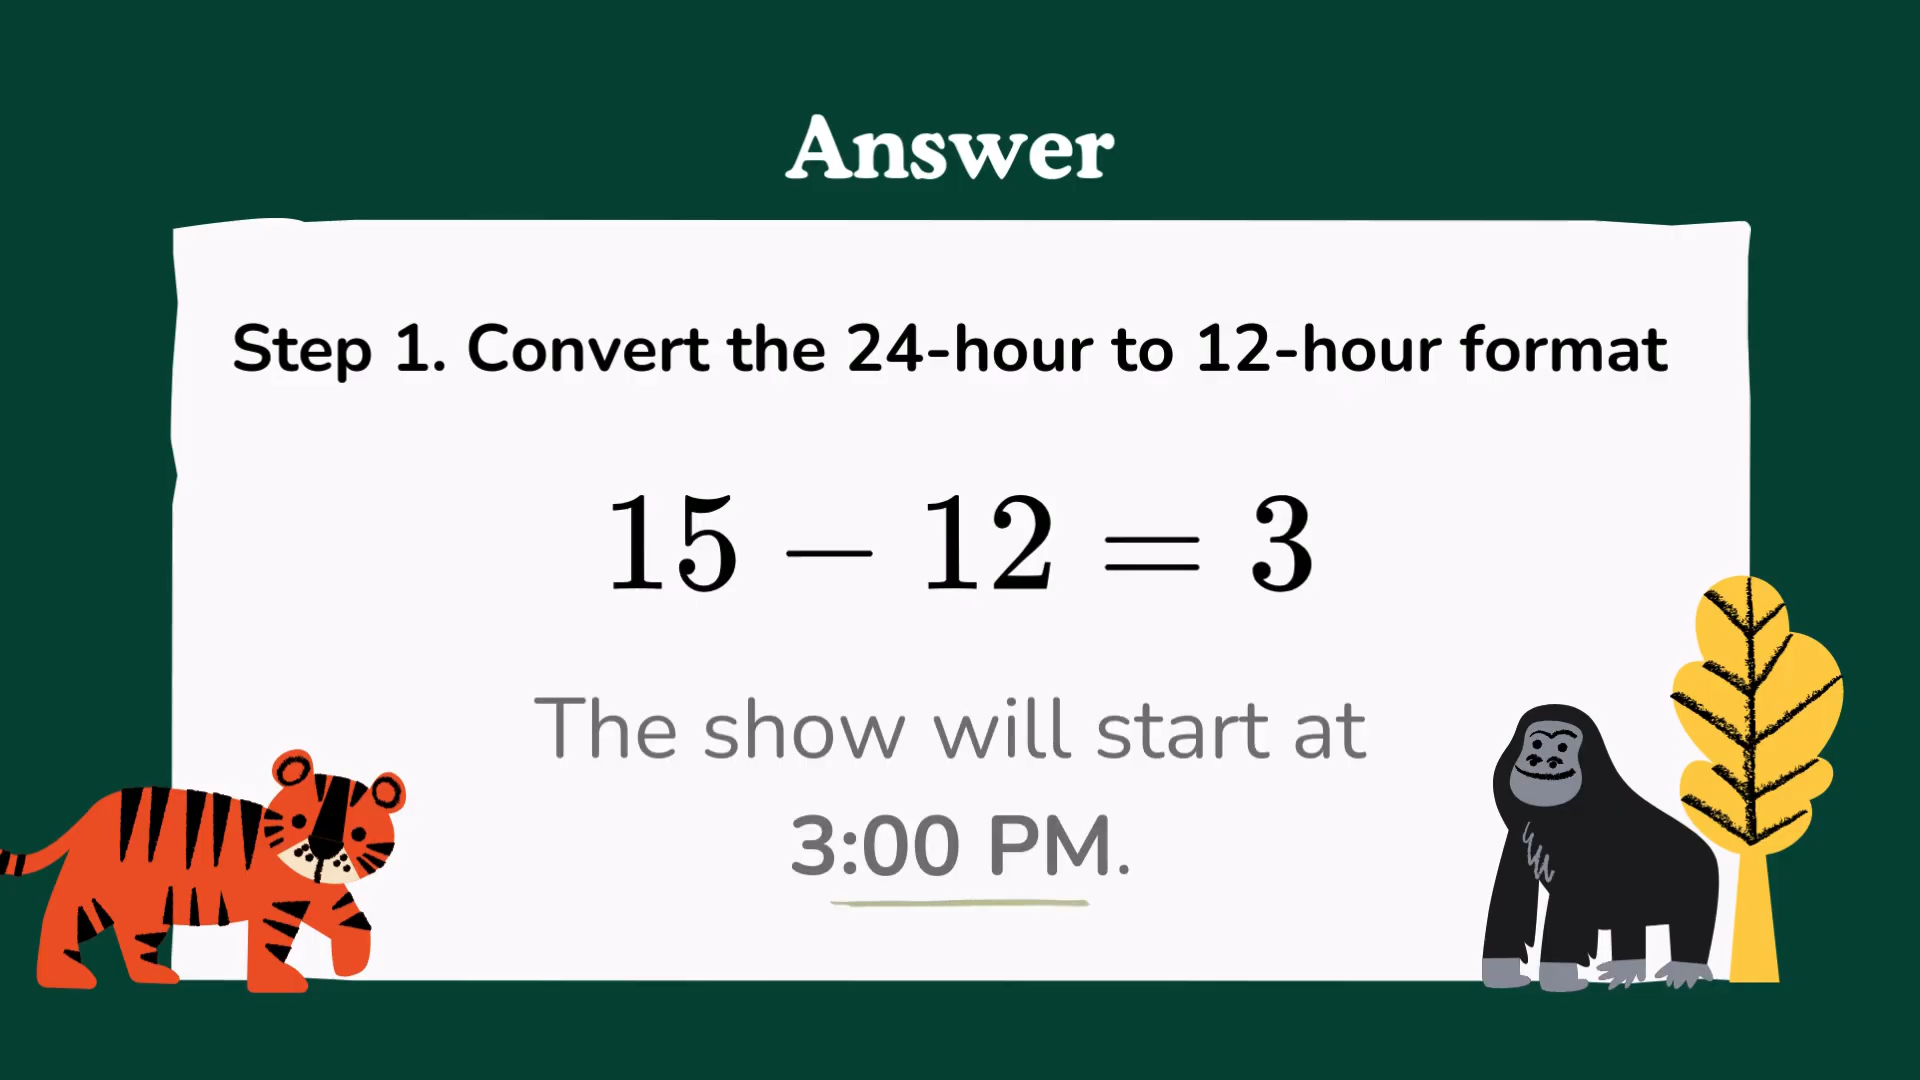 Answer
Step 1. Convert the 24-hour to 12-hour format
15 − 12 = 3
The show will start at
3:00 PM.